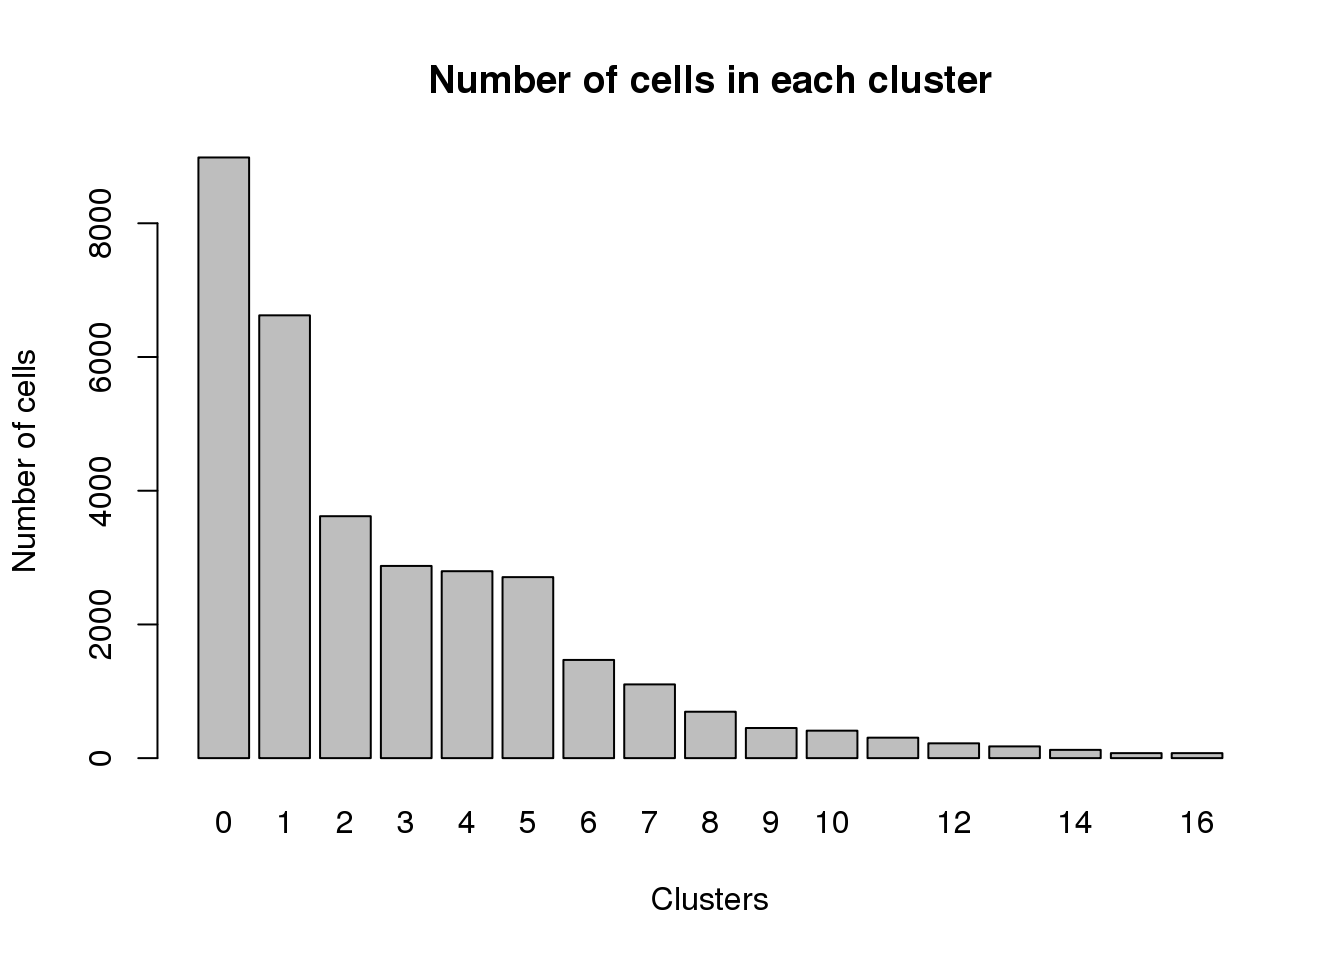 Number of cells in each cluster
Number of cells
8000
6000
4000
2000
0
0 1 2 3 4 5 6 7 8 9 10 12 14 16
Clusters